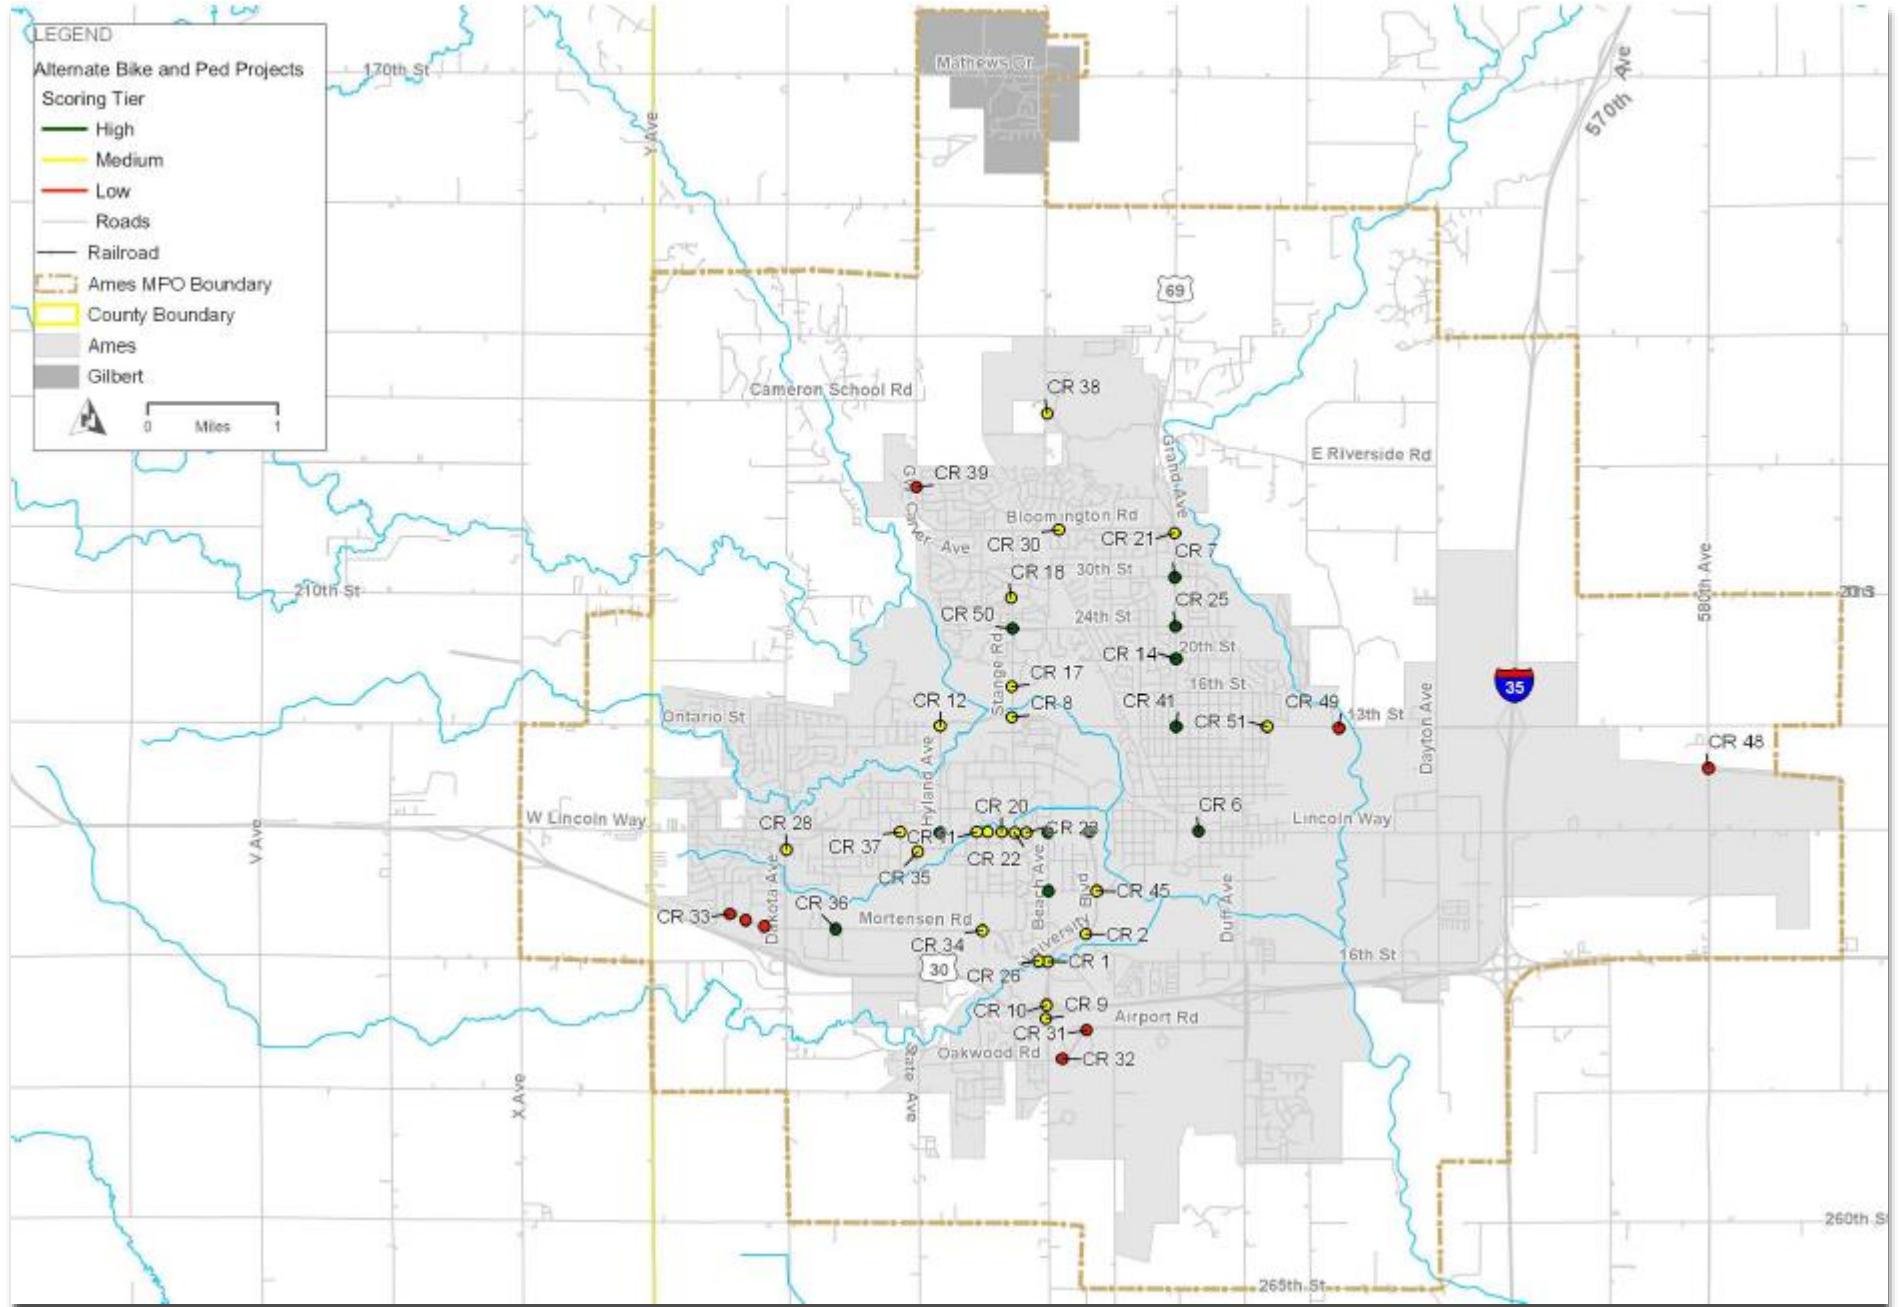 LEGEND
Alternate Bike and Ped Projects
Scoring Tier
High
Medium
Low
Roads
Railroad
Ames MPO Boundary
County Boundary
Ames
Gilbert
0 Miles 1
170th St
Mathews Dr
Y Ave
570th
Ave
69
Cameron School Rd
CR 38
Grand Ave
E Riverside Rd
CR 39
GW Carver Ave
Bloomington Rd
CR 30
CR 21
CR 7
CR 18
30th St
210th St
580th Ave
CR 25
CR 50
24th St
Stange Rd
CR 14
20th St
CR 17
16th St
35
CR 12
CR 8
CR 41
CR 51
CR 49
13th St
Ontario St
Dayton Ave
CR 48
Hyland Ave
W Lincoln Way
V Ave
CR 28
CR 20
CR 6
Lincoln Way
CR 37
CR 23
CR 22
CR 35
Dakota Ave
Beach Ave
Blvd
CR 45
Duff Ave
CR 33
CR 36
Mortensen Rd
CR 34
CR 2
30
CR 26
CR 1
16th St
CR 10
CR 9
Airport Rd
CR 31
Oakwood Rd
CR 32
State Ave
X Ave
260th S
265th St